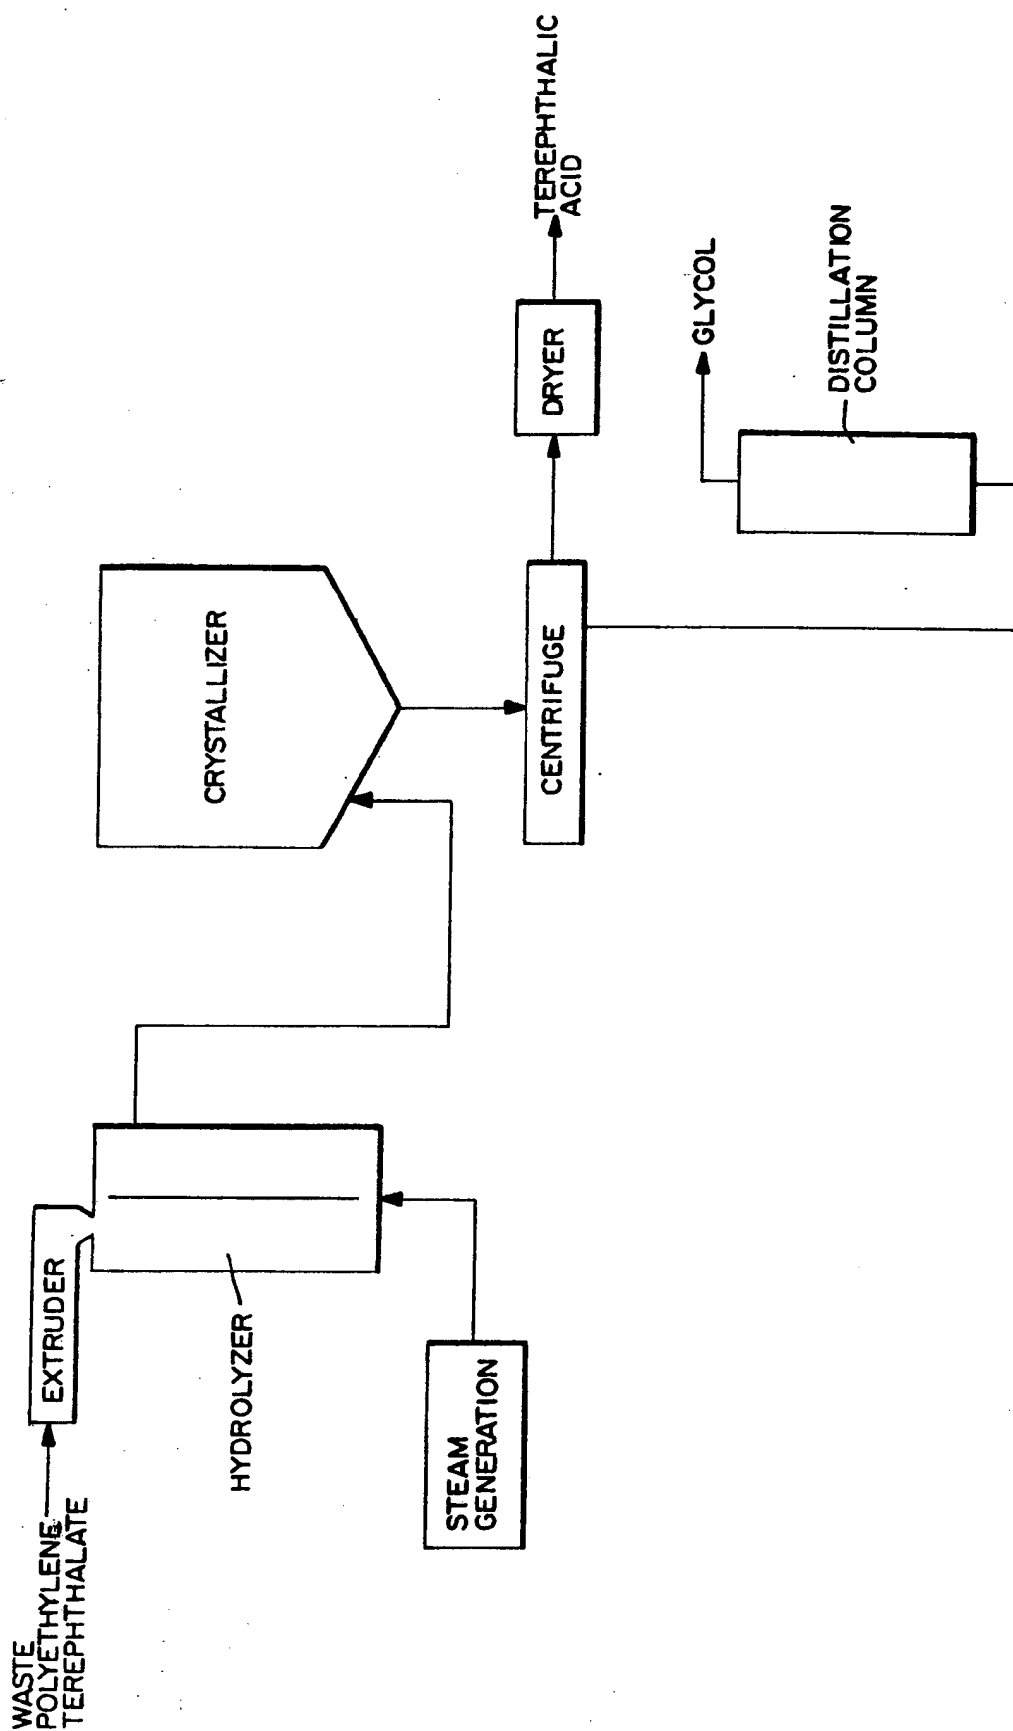 WASTE
POLYETHYLENE
TEREPHTHALATE
EXTRUDER
HYDROLYZER
STEAM
GENERATION
CRYSTALLIZER
CENTRIFUGE
DRYER
TEREPHTHALIC
ACID
GLYCOL
DISTILLATION
COLUMN